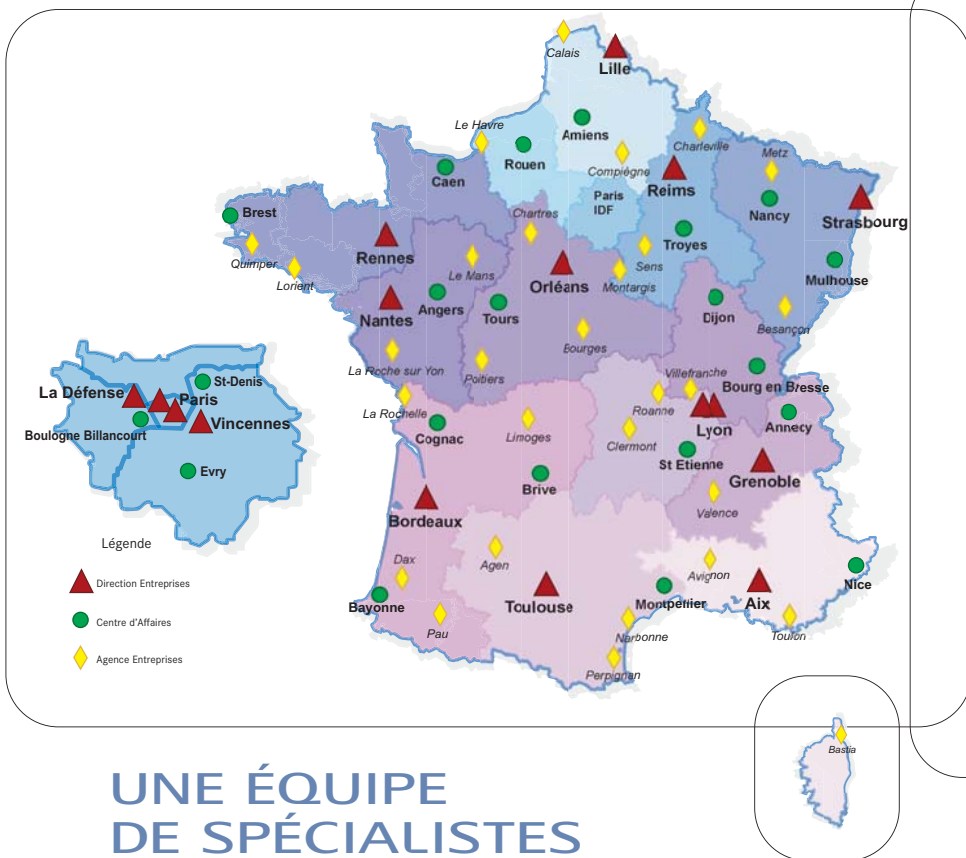 Calais
Lille
Le Havre
Amiens
Charleville
Rouen
Compiègne
Metz
Caen
Reims
Paris
IDF
Nancy
Strasbourg
Brest
Chartres
Troyes
Quimper
Rennes
Sens
Mulhouse
Lorient
Le Mans
Orléans
Montargis
Nantes
Angers
Tours
Dijon
Besançon
Bourges
La Roche sur Yon
Poitiers
Villefranche
Bourg en Bresse
La Rochelle
Roanne
Lyon
Annecy
Cognac
Limoges
Clermont
St Etienne
Grenoble
Brive
Valence
Bordeaux
Dax
Agen
Avignon
Nice
Bayonne
Toulouse
Montpellier
Aix
Pau
Narbonne
Toulon
Perpignan
St-Denis
La Défense
Paris
Boulogne Billancourt
Vincennes
Evry
Légende
Direction Entreprises
Centre d'Affaires
Agence Entreprises
Bastia
UNE ÉQUIPE
DE SPÉCIALISTES